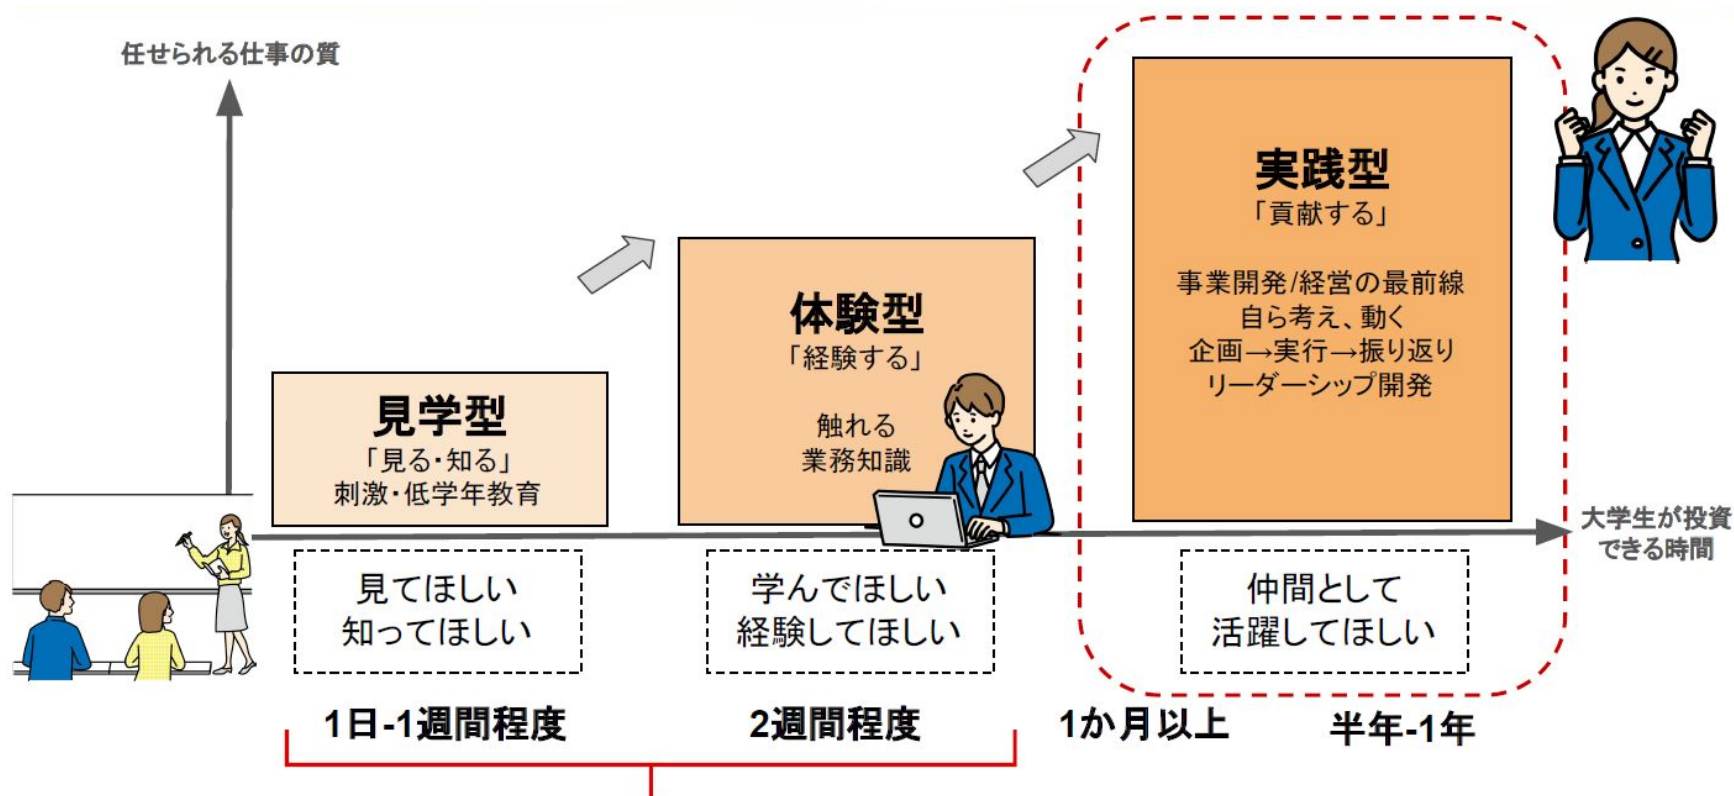 任せられる仕事の質
見学型
「見る・知る」
刺激・低学年教育
体験型
「経験する」
触れる
業務知識
実践型
「貢献する」
事業開発/経営の最前線
自ら考え、動く
企画→実行→振り返り
リーダーシップ開発
大学生が投資
できる時間
見てほしい
知ってほしい
学んでほしい
経験してほしい
仲間として
活躍してほしい
1日-1週間程度
2週間程度
1か月以上
半年-1年